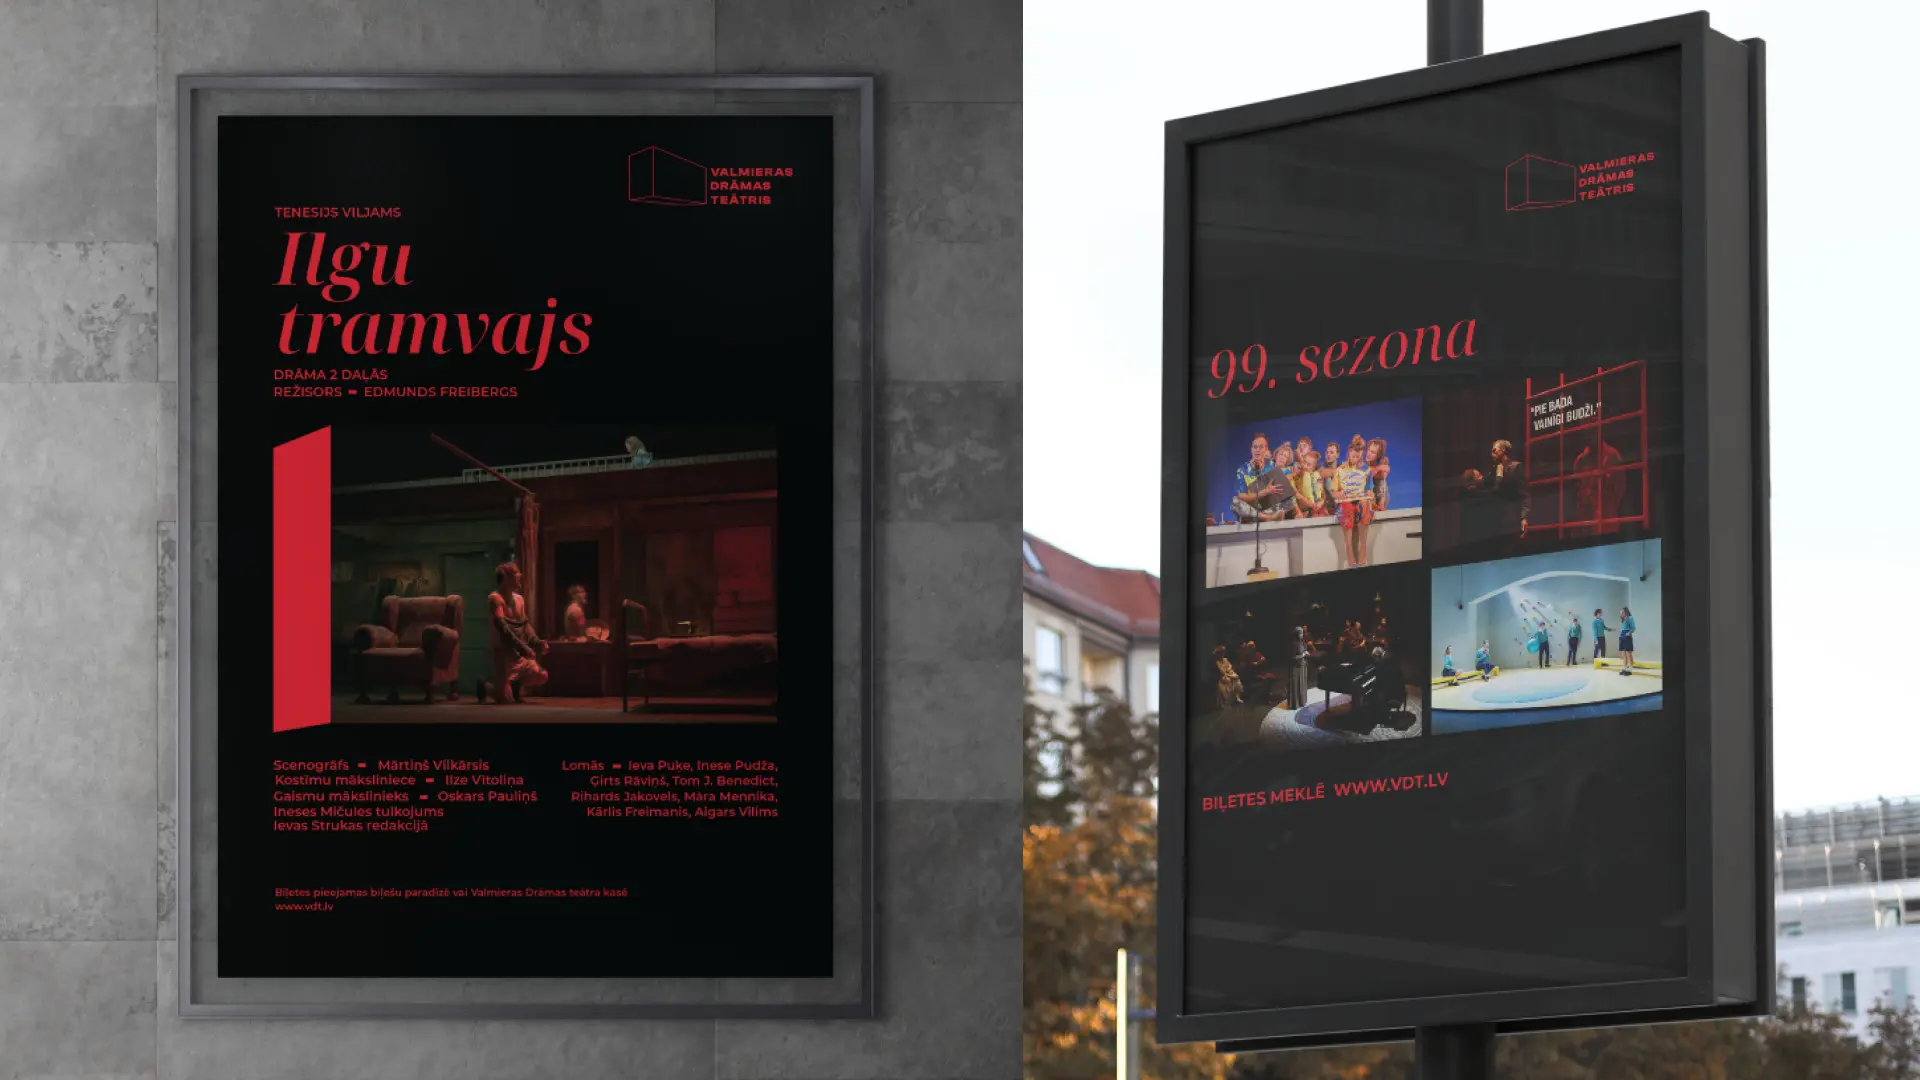 VALMIERAS
DRĀMAS
TEĀTRIS
TENESIJS VILJAMS
Ilgu
tramvajs
DRĀMA 2 DAĻĀS
REŽISORS – EDMUNDS FREIBERGS
Scenogrāfs – Mārtiņš Vilkārsis
Kostīmu māksliniece – Ilze Vītoliņa
Gaismu mākslinieks – Oskars Pauliņš
Ineses Mičules tulkojums
Ievas Strukas redakcijā
Lomās – Ieva Puķe, Inese Pudža,
Ģirts Rāviņš, Tom J. Benedict,
Rihards Jakovels, Māra Mennika,
Kārlis Freimanis, Aigars Vilims
Biļetes pieejamas biļešu paradīzē vai Valmieras Drāmas teātra kasē
www.vdt.lv
VALMIERAS
DRĀMAS
TEĀTRIS
99. sezona
"PIE BADA
VAINĪGI BUDŽI."
BIĻETES MEKLĒ WWW.VDT.LV